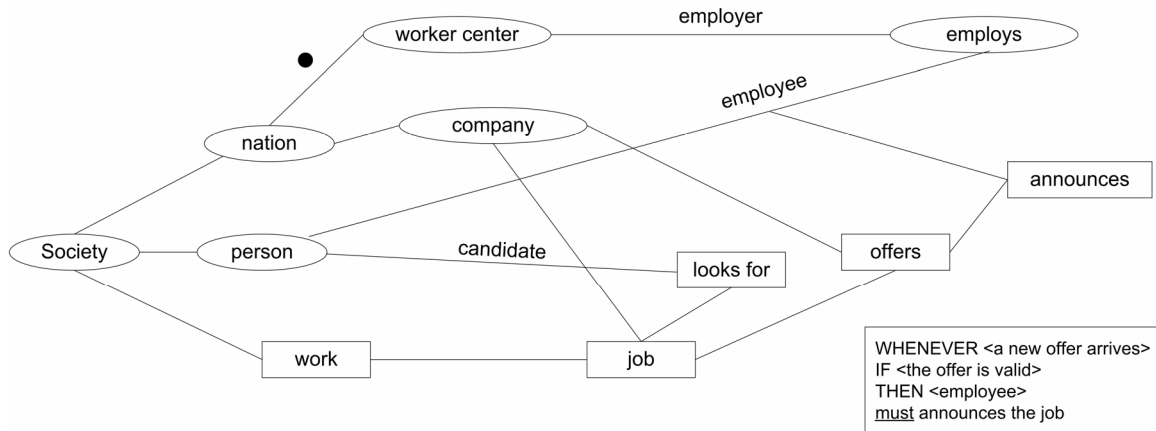 employer
worker center
employs
employee
company
nation
announces
Society
person
candidate
offers
looks for
work
job
WHENEVER <a new offer arrives>
IF <the offer is valid>
THEN <employee>
must announces the job